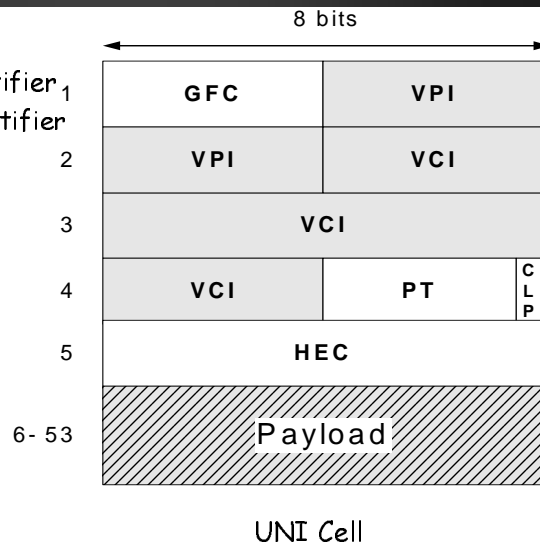 8 bits
1 GFC VPI
tifier
2 VPI VCI
3 VCI
4 VCI PT CLP
5 HEC
6- 53 Payload
UNI Cell